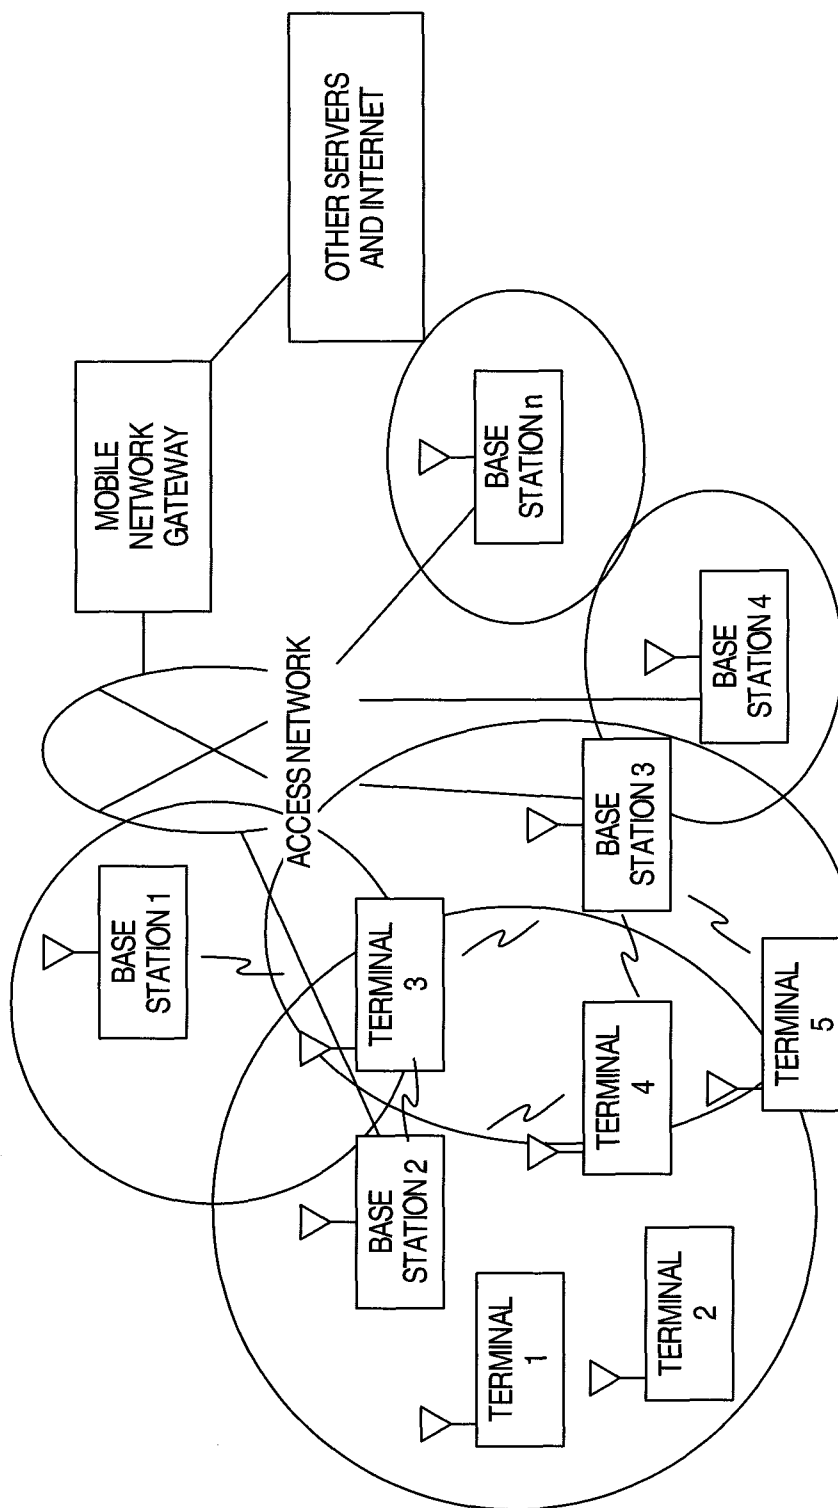 OTHER SERVERS
AND INTERNET
MOBILE
NETWORK
GATEWAY
BASE
STATION n
ACCESS NETWORK
BASE
STATION 4
BASE
STATION 1
BASE
STATION 3
TERMINAL
3
BASE
STATION 2
TERMINAL
4
TERMINAL
5
TERMINAL
1
TERMINAL
2